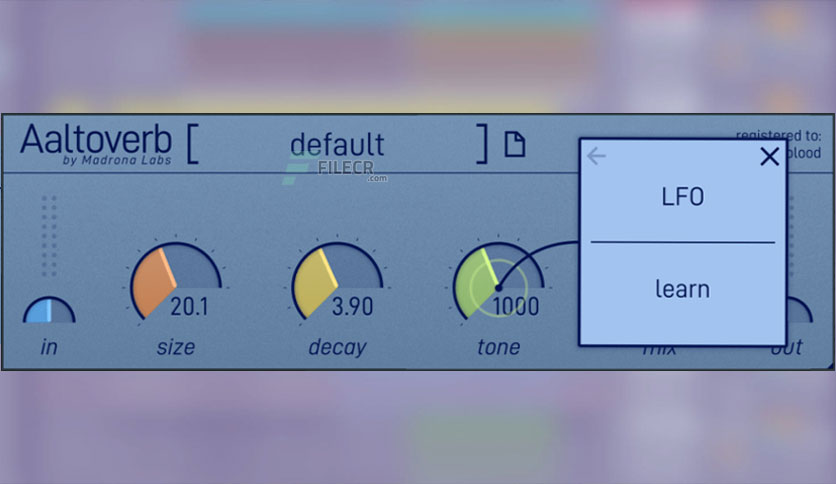 Aaltoverb
by Madrona Labs
[ default ]
FILECR
.com
registered to:
blood
LFO
learn
20.1
3.90
1000
in
size
decay
tone
mix
out